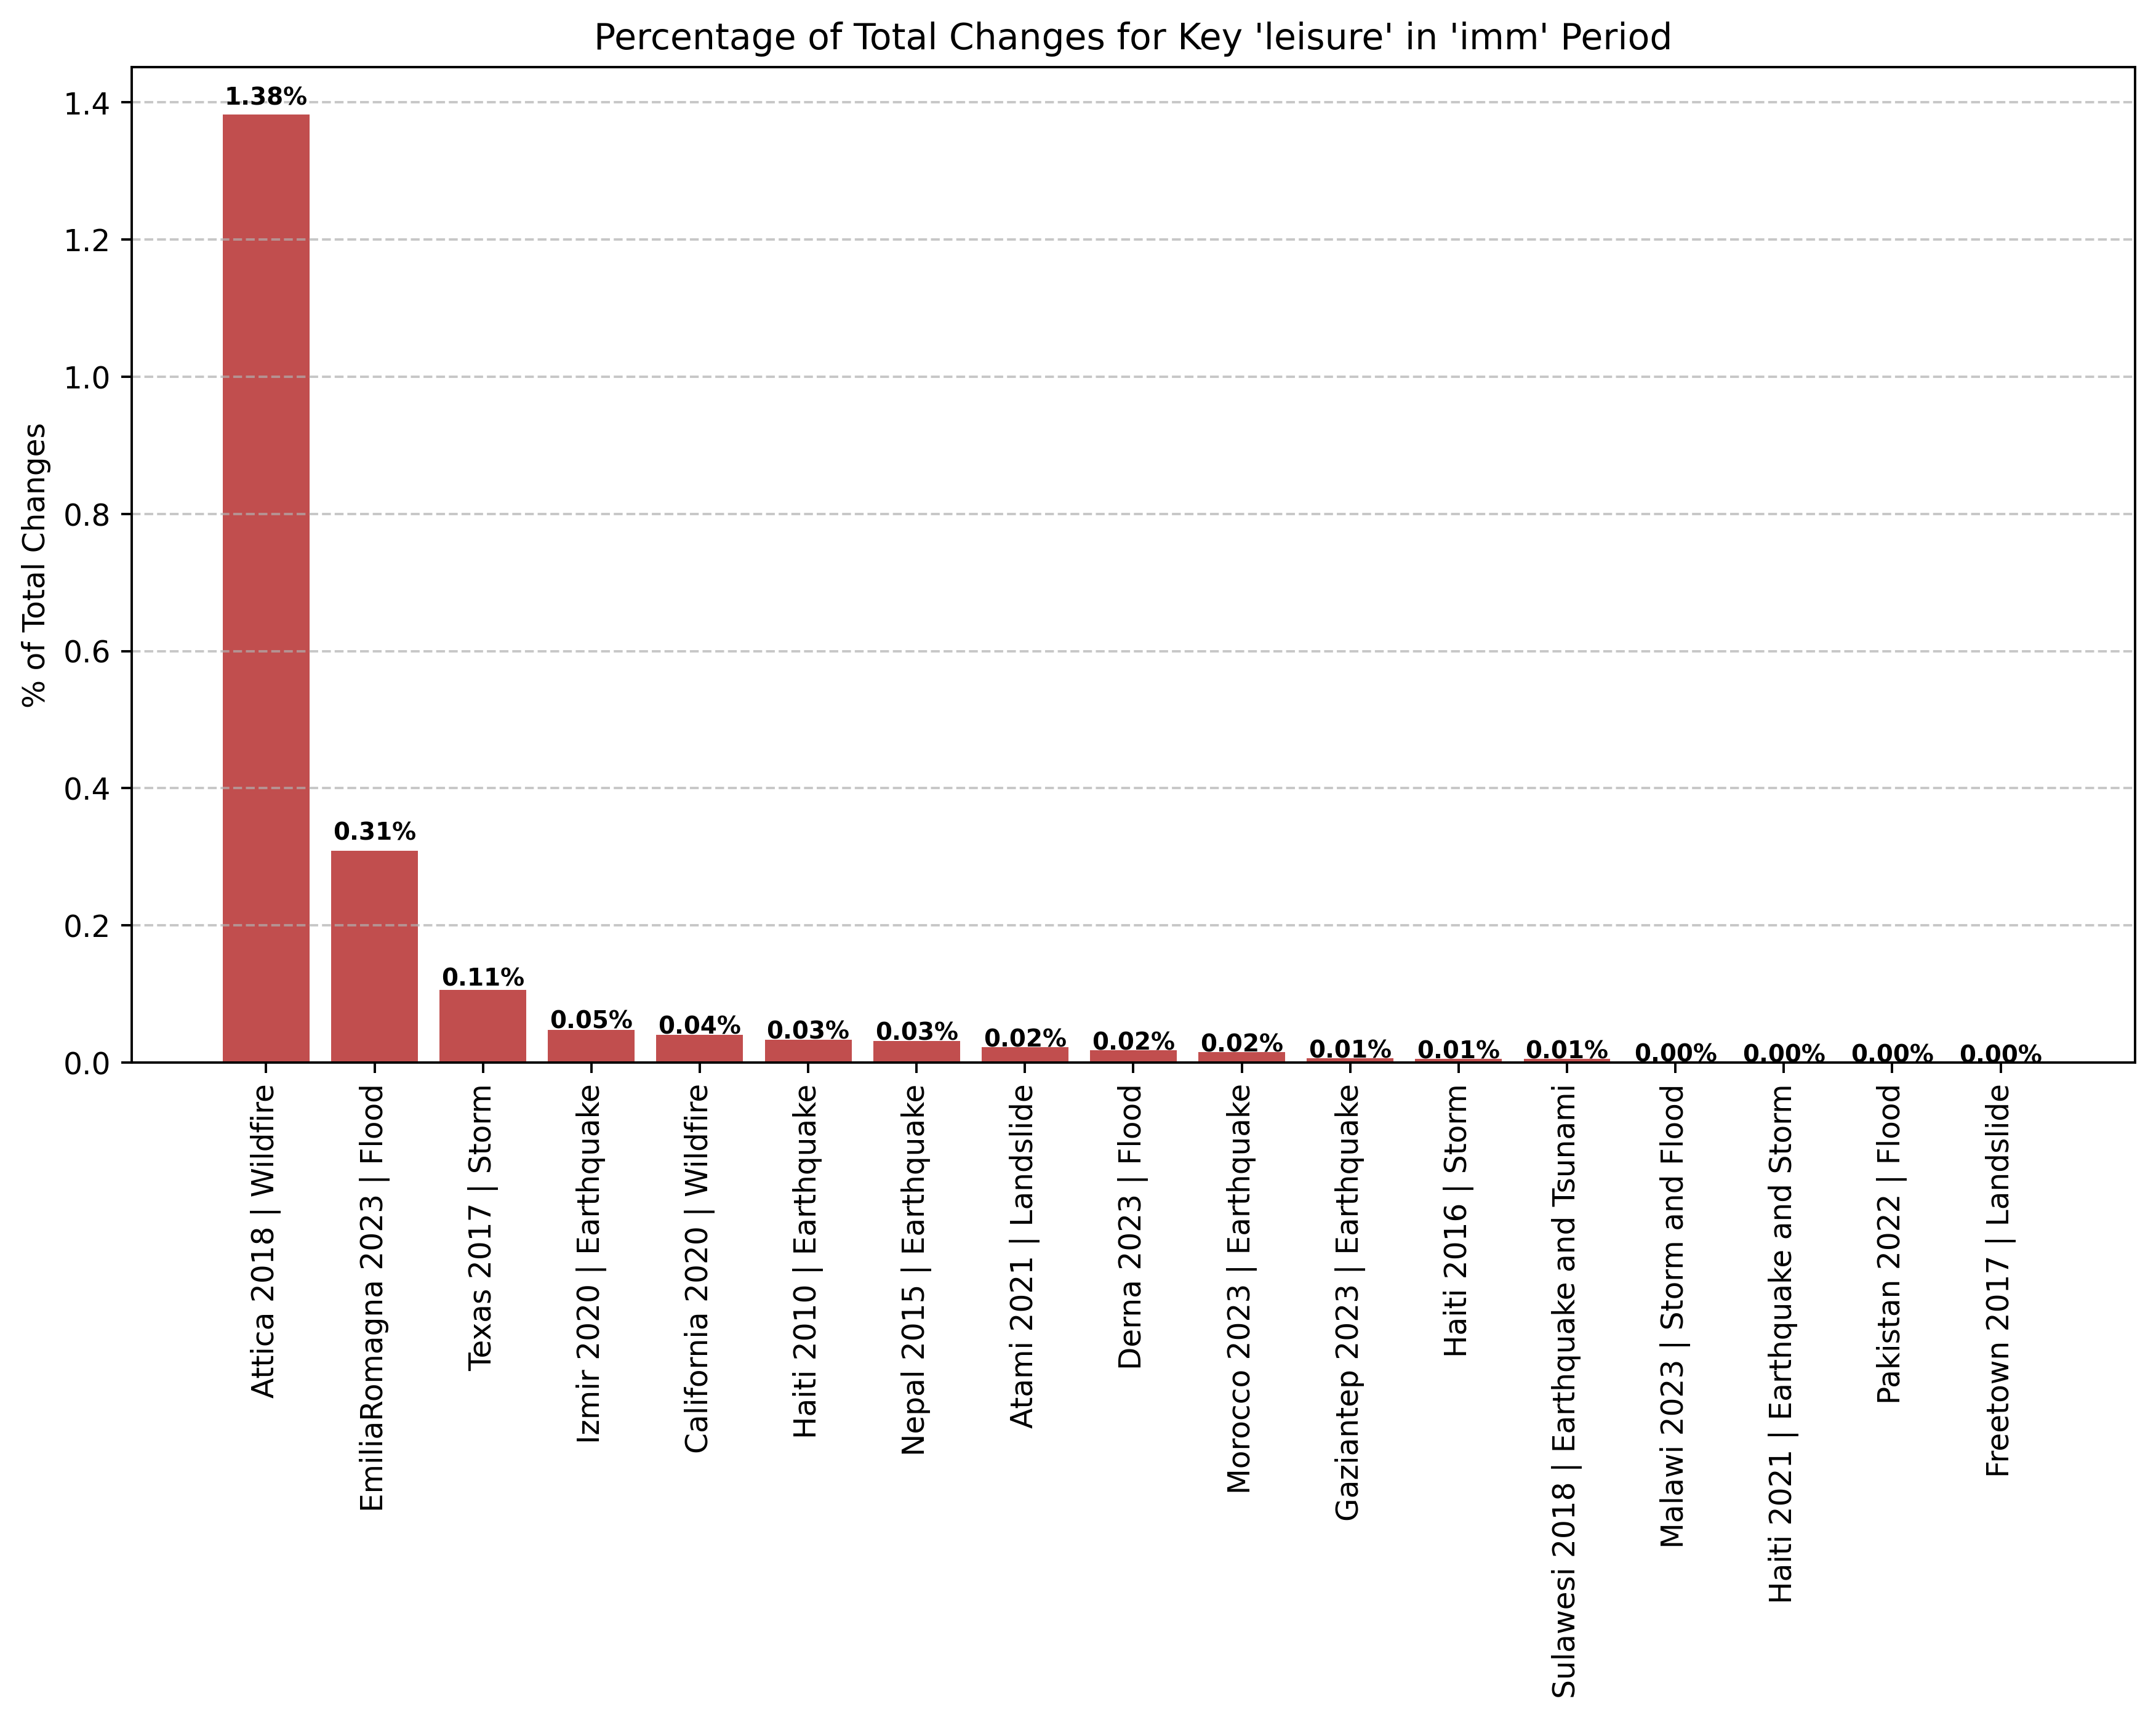 Percentage of Total Changes for Key 'leisure' in 'imm' Period
% of Total Changes
1.4
1.2
1.0
0.8
0.6
0.4
0.2
0.0
1.38%
0.31%
0.11%
0.05%
0.04%
0.03%
0.03%
0.02%
0.02%
0.02%
0.01%
0.01%
0.01%
0.00%
0.00%
0.00%
0.00%
Attica 2018 | Wildfire
EmiliaRomagna 2023 | Flood
Texas 2017 | Storm
Izmir 2020 | Earthquake
California 2020 | Wildfire
Haiti 2010 | Earthquake
Nepal 2015 | Earthquake
Atami 2021 | Landslide
Derna 2023 | Flood
Morocco 2023 | Earthquake
Gaziantep 2023 | Earthquake
Haiti 2016 | Storm
Sulawesi 2018 | Earthquake and Tsunami
Malawi 2023 | Storm and Flood
Haiti 2021 | Earthquake and Storm
Pakistan 2022 | Flood
Freetown 2017 | Landslide